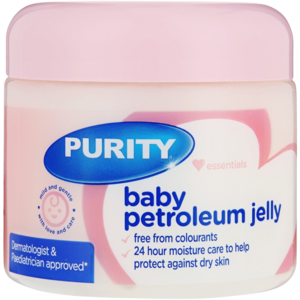 PURITY
essentials
mild and gentle
with love and care
baby
petroleum jelly
✓ free from colourants
✓ 24 hour moisture care to help
protect against dry skin
Dermatologist &
Paediatrician approved*